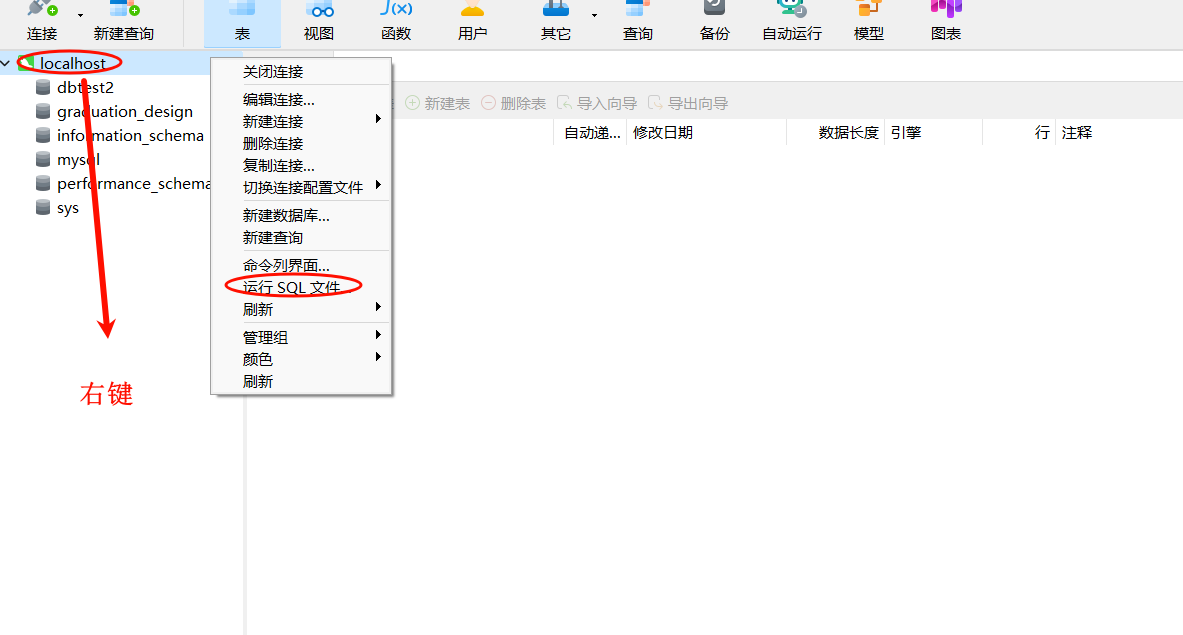 连接 新建查询 表 视图 函数 用户 其它 查询 备份 自动运行 模型 图表
localhost
dbtest2
graduation_design
information_schema
mysql
performance_schema
sys
右键
关闭连接
编辑连接...
新建连接
删除连接
复制连接...
切换连接配置文件
新建数据库...
新建查询
命令列界面...
运行 SQL 文件...
刷新
管理组
颜色
刷新
新建表 删除表 导入向导 导出向导
自动递... 修改日期 数据长度 引擎 行 注释